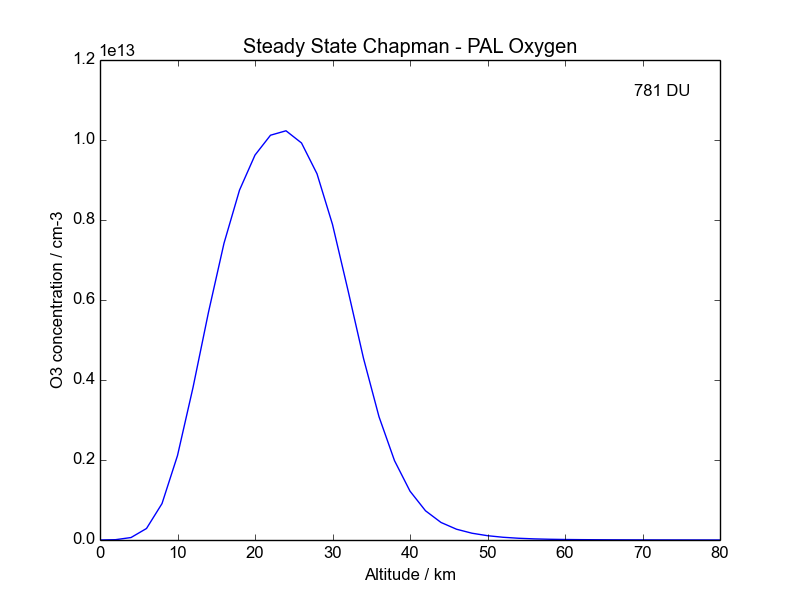 Steady State Chapman - PAL Oxygen
1e13
781 DU
1.2
1.0
0.8
0.6
0.4
0.2
0.0
O3 concentration / cm-3
0 10 20 30 40 50 60 70 80
Altitude / km